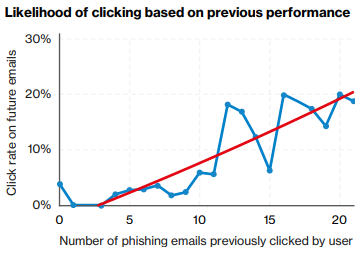 Likelihood of clicking based on previous performance
30%
20%
10%
0%
Click rate on future emails
0 5 10 15 20
Number of phishing emails previously clicked by user